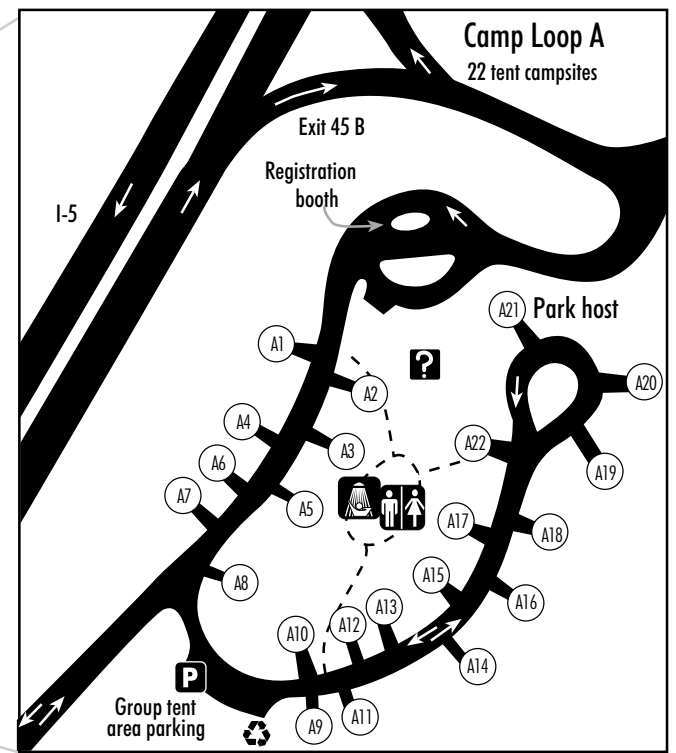 Camp Loop A
22 tent campsites
Exit 45 B
Registration
booth
I-5
A21
Park host
A1
?
A20
A2
A4
A3
A22
A19
A6
A7
A5
A17
A18
A8
A15
A16
A13
A12
A10
A14
P
Group tent
area parking
A9
A11